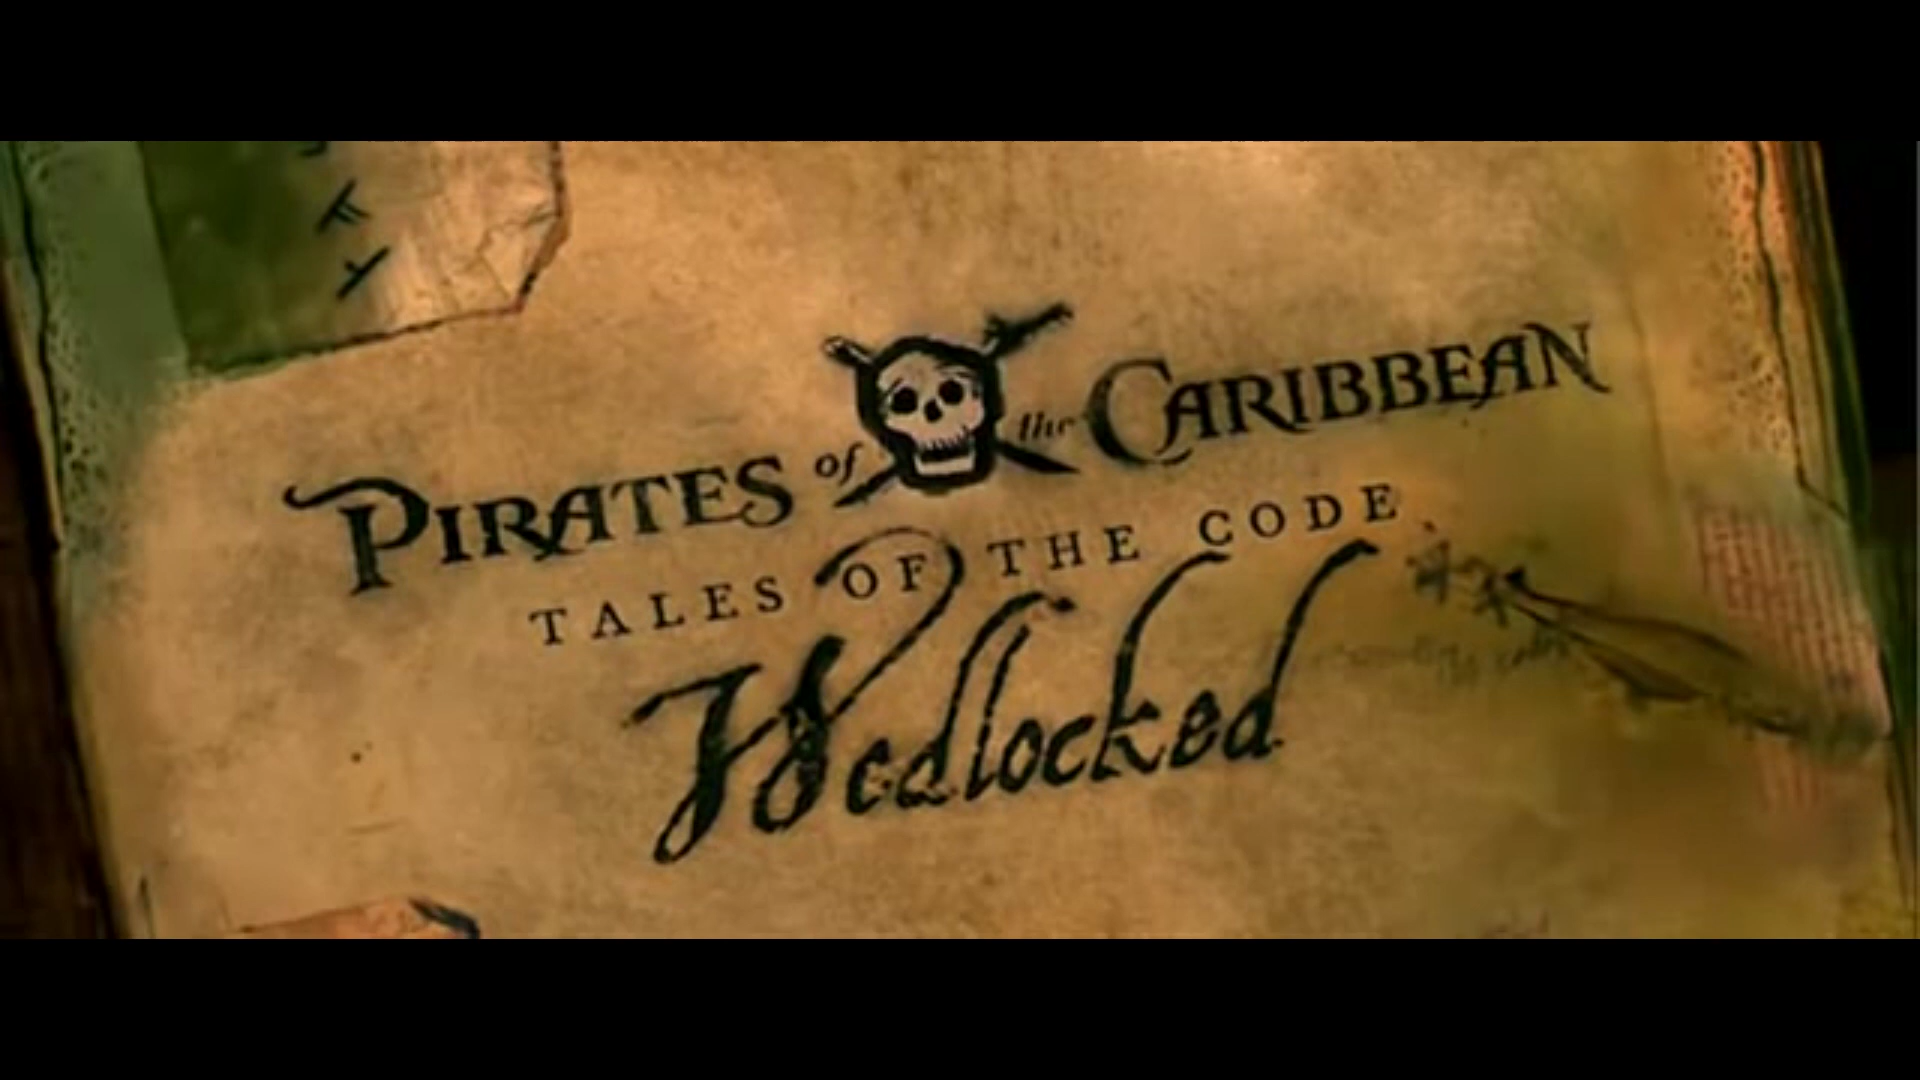 PIRATES of the CARIBBEAN
TALES OF THE CODE
Wedlocked